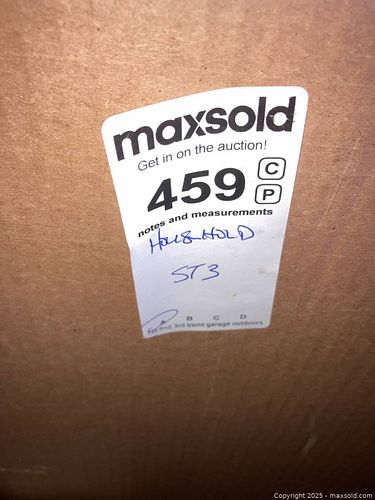 maxsold
Get in on the auction!
459 C
P
notes and measurements
HOUSEHOLD
ST3
A B C D
1st 2nd 3rd bsmt garage outdoors
Copyright 2025 - maxsold.com